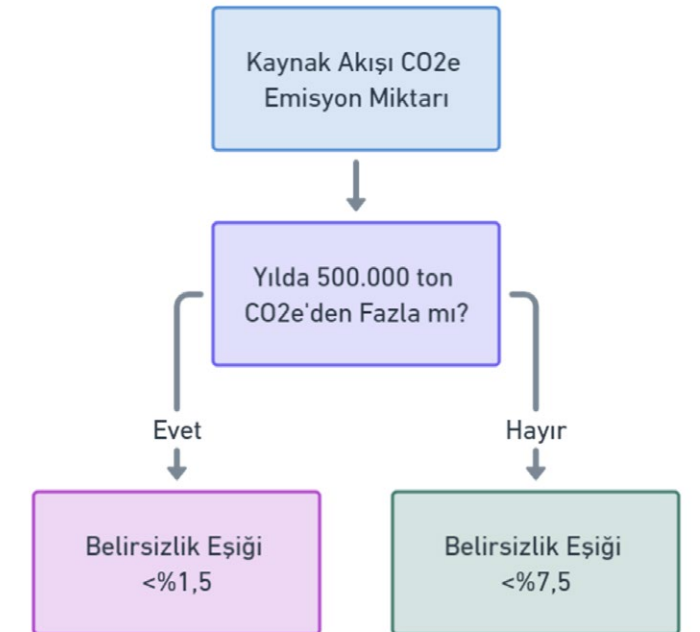 Kaynak Akışı CO2e
Emisyon Miktarı
Yılda 500.000 ton
CO2e'den Fazla mı?
Evet
Hayır
Belirsizlik Eşiği
<%1,5
Belirsizlik Eşiği
<%7,5